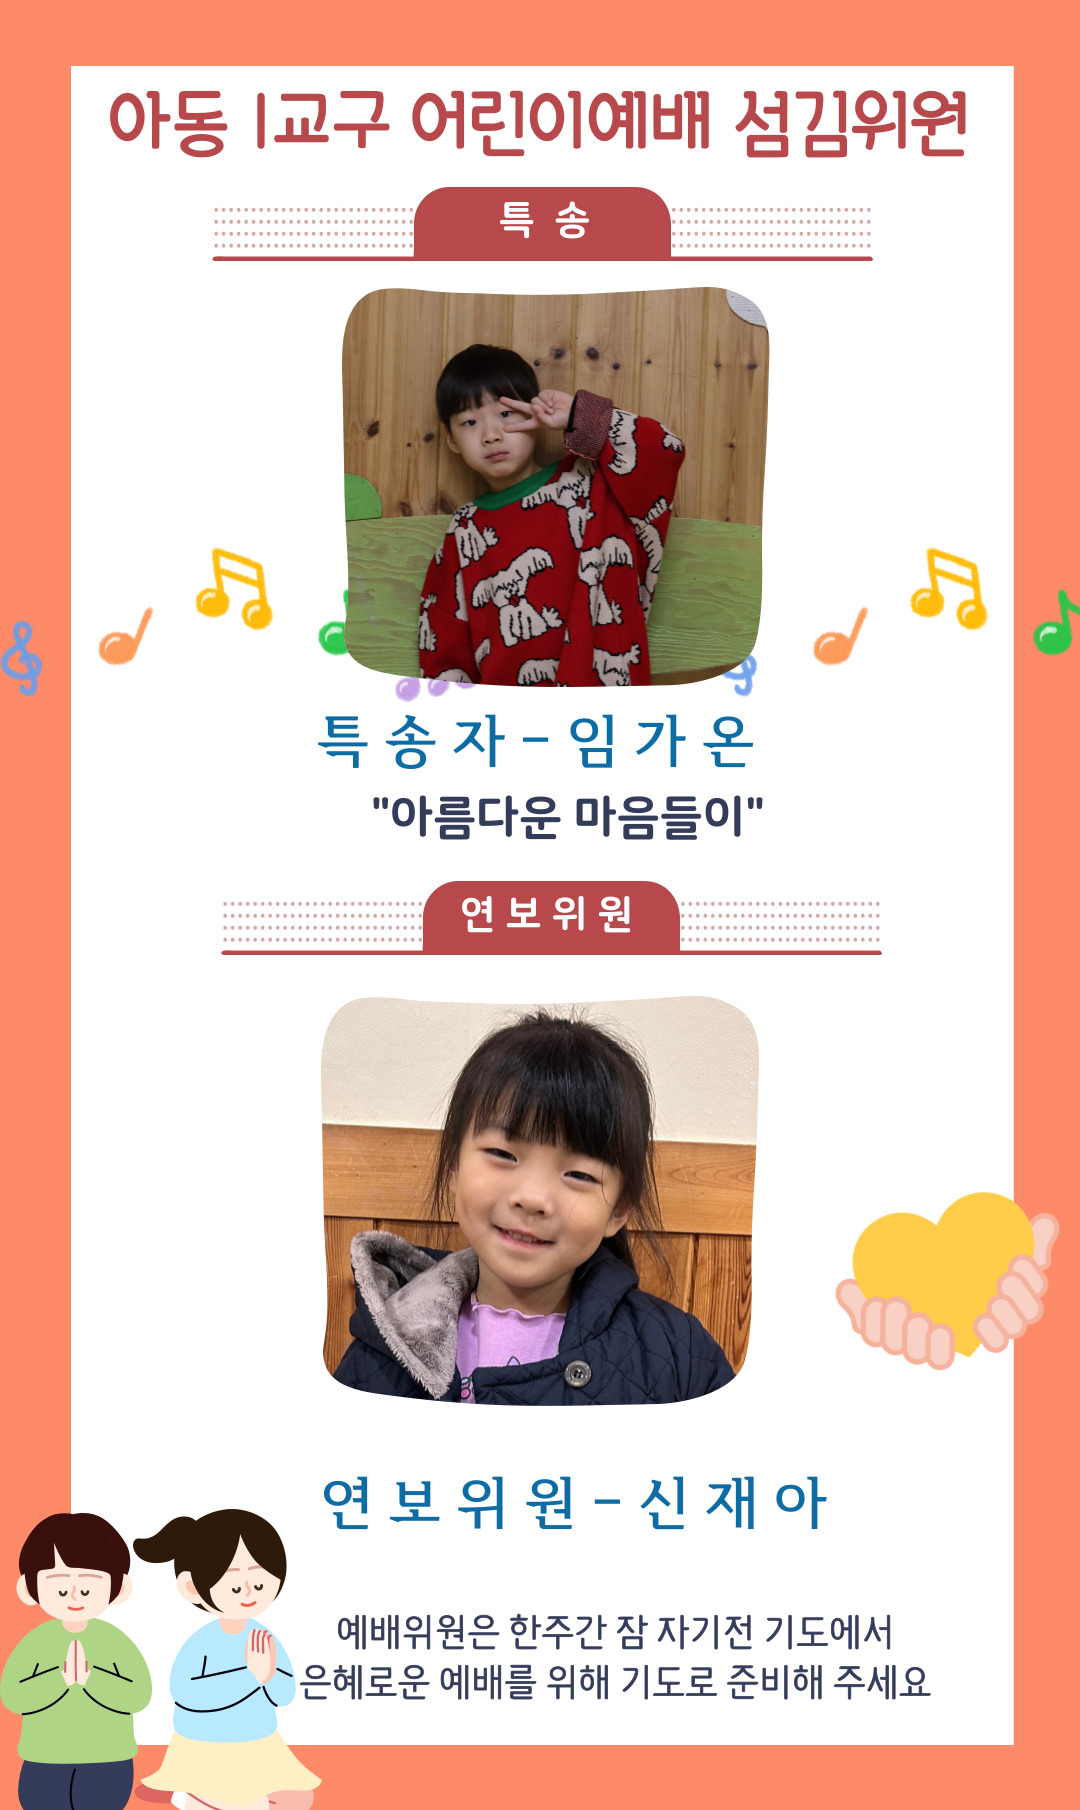 아동 1교구 어린이예배 섬김위원
특 송
특송자-임가온
"아름다운 마음들이"
연보위원
연보위원-신재아
예배위원은 한주간 잠 자기전 기도에서
은혜로운 예배를 위해 기도로 준비해 주세요